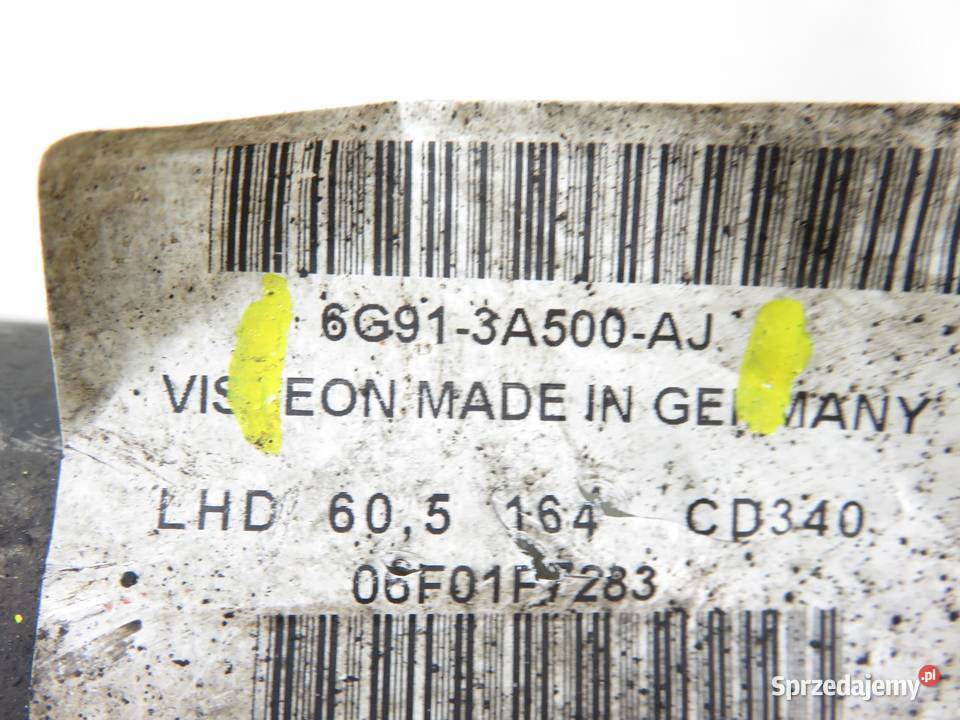 6G91-3A500-AJ
VISTEON MADE IN GERMANY
LHD 60,5 164 CD340
06F01F7283
Sprzedajemy.pl